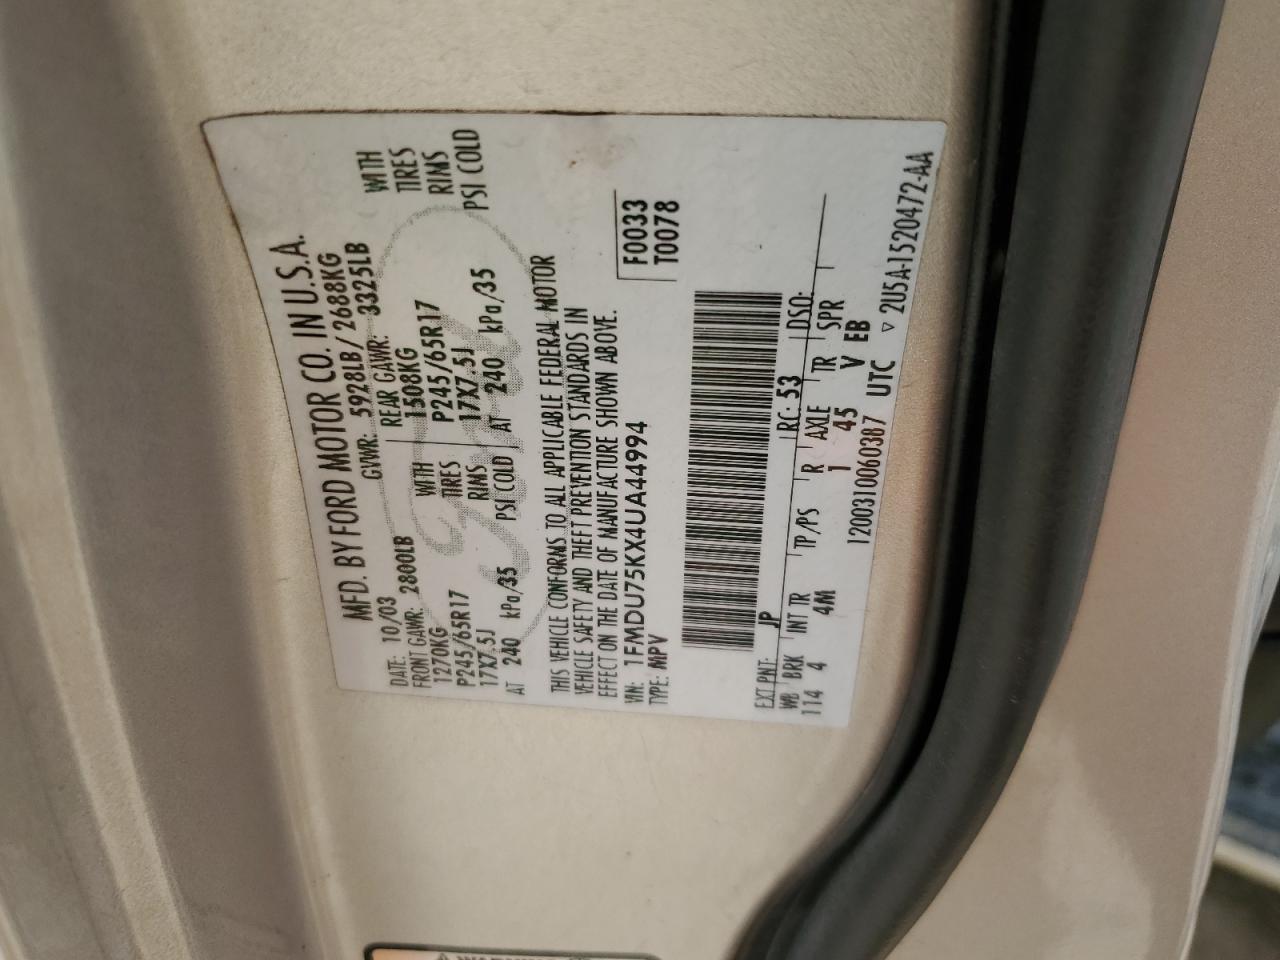 MFD. BY FORD MOTOR CO. IN U.S.A.
DATE: 10/03 GVWR: 5928LB/2688KG
FRONT GAWR: 2800LB REAR GAWR: 3325LB
1270KG WITH 1508KG WITH
P245/65R17 TIRES P245/65R17 TIRES
17X7.5J RIMS 17X7.5J RIMS
AT 240 kPa/35 PSI COLD AT 240 kPa/35 PSI COLD
THIS VEHICLE CONFORMS TO ALL APPLICABLE FEDERAL MOTOR
VEHICLE SAFETY AND THEFT PREVENTION STANDARDS IN
EFFECT ON THE DATE OF MANUFACTURE SHOWN ABOVE.
VIN: 1FMDU75KX4UA44994 F0033
TYPE: MPV T0078
EXT PNT: JP RC: 53 DSO:
WB BRK INT TR TP/PS R AXLE TR SPR
114 4 4M 1 45 V EB
1200310060387 UTC ▽ 2U5A-1520472-AA